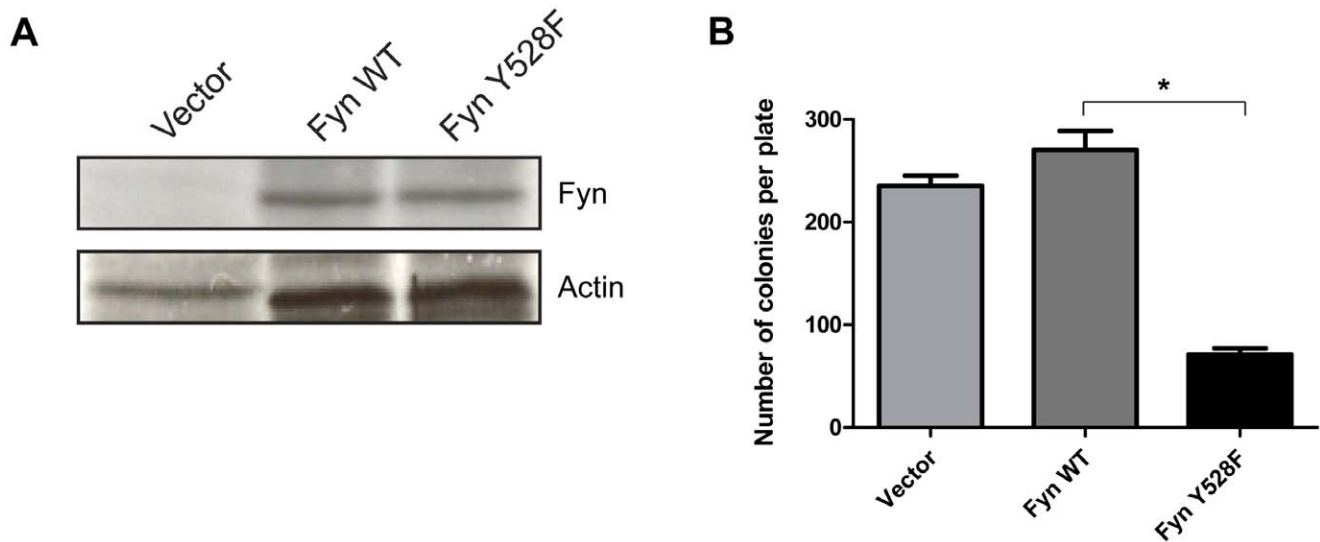 A
Vector
Fyn WT
Fyn Y528F
Fyn
Actin
B
*
Number of colonies per plate
300
200
100
0
Vector
Fyn WT
Fyn Y528F